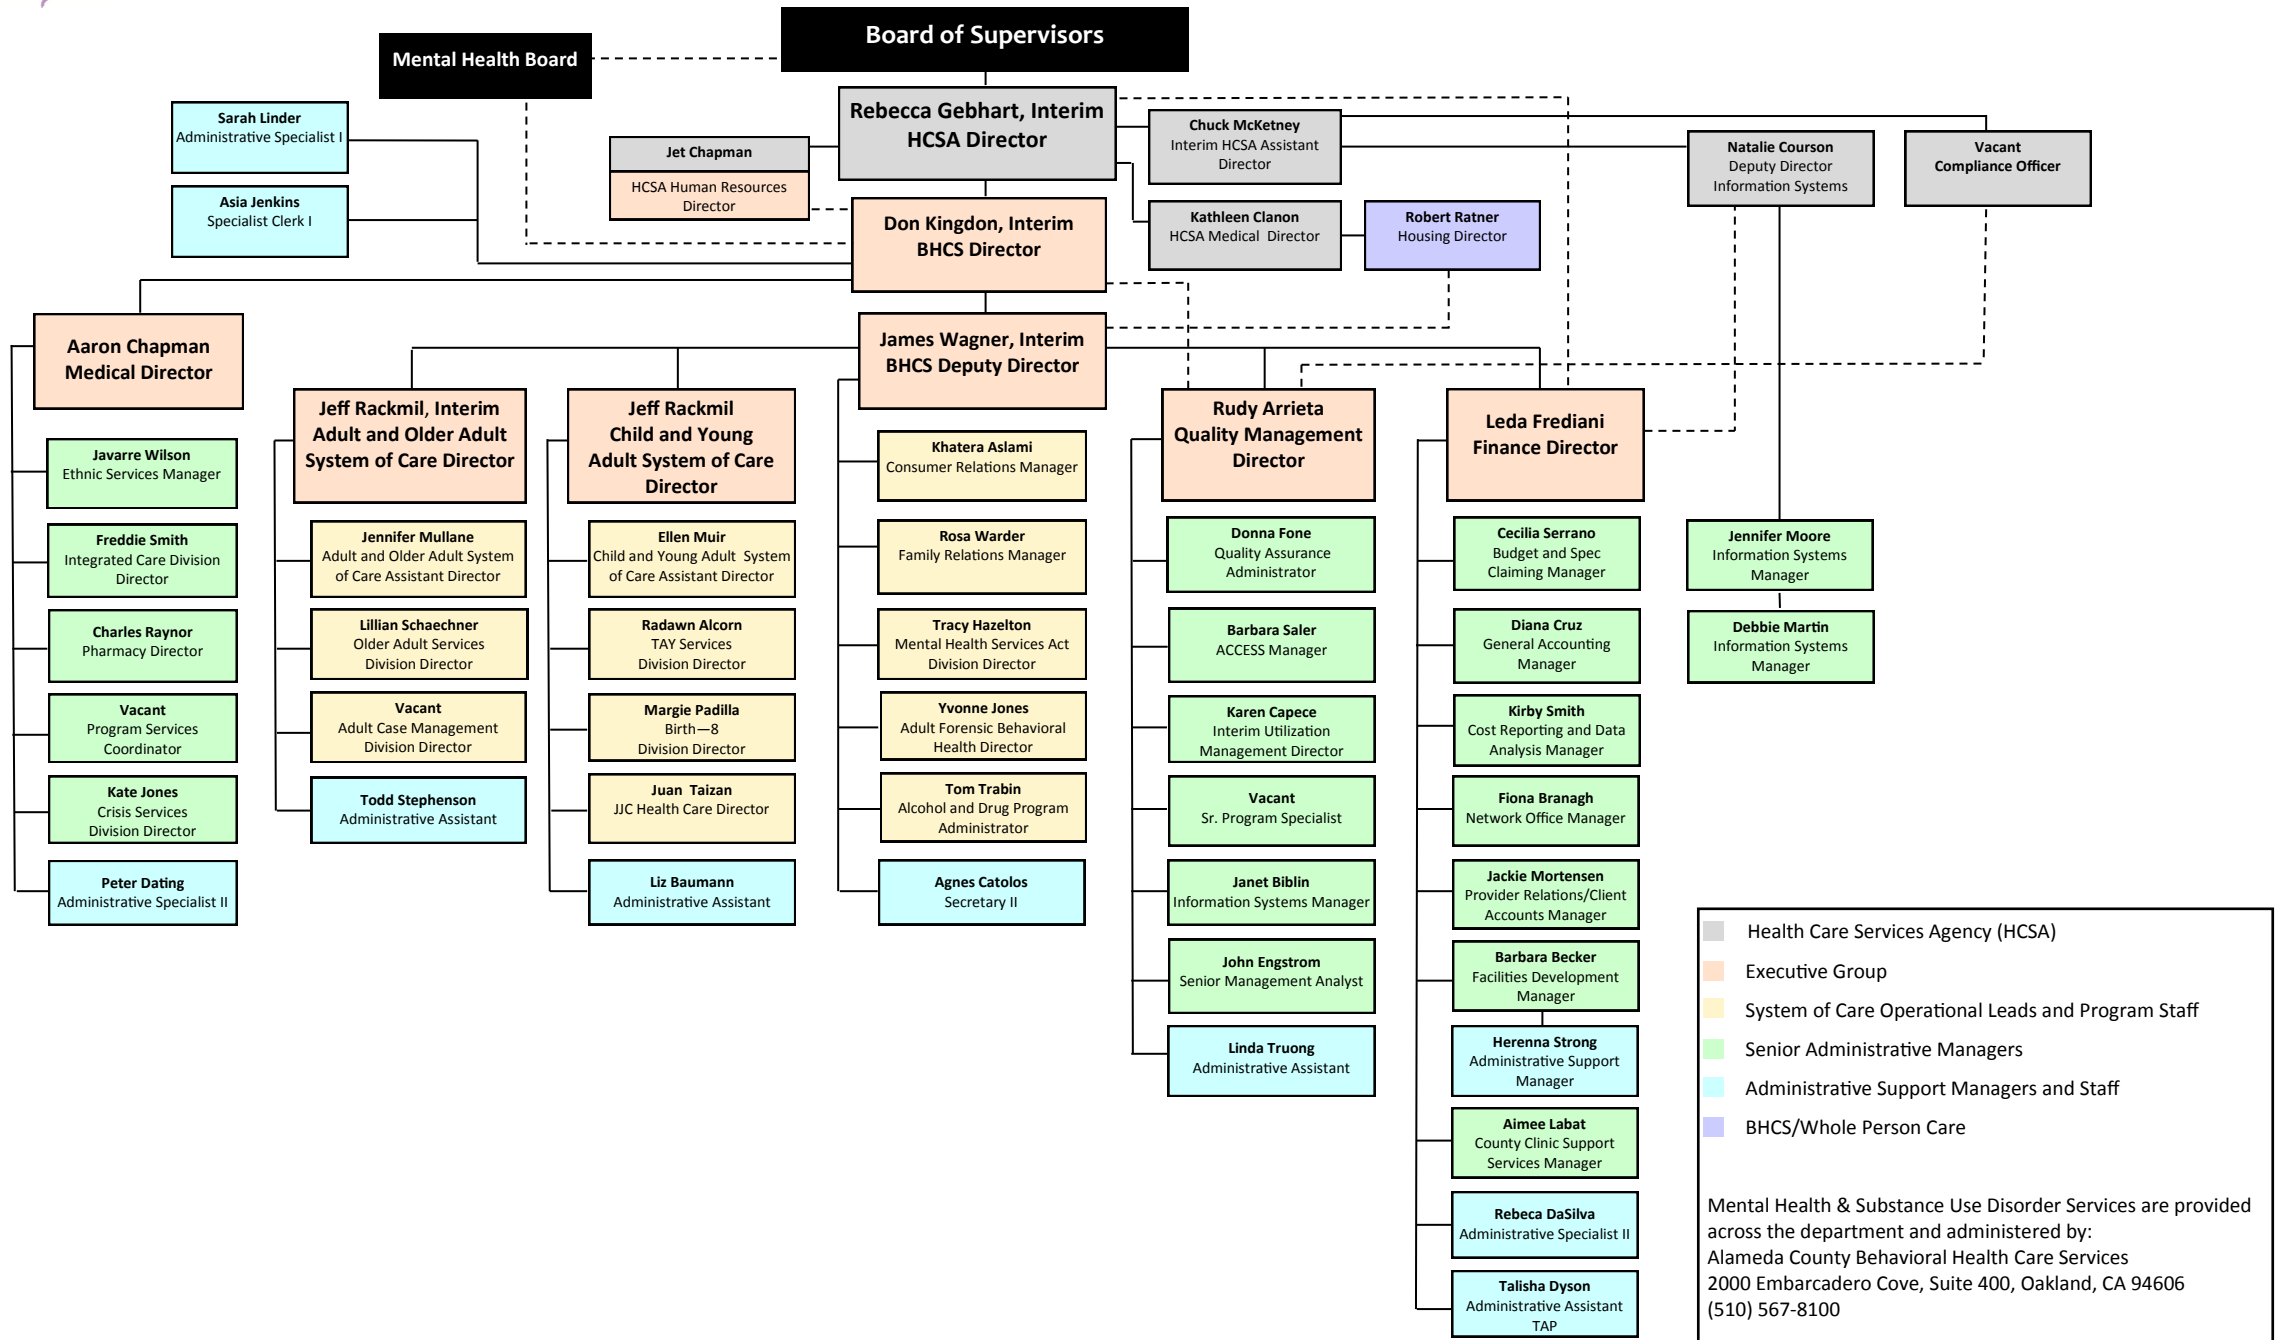 Board of Supervisors
Mental Health Board
Rebecca Gebhart, Interim
HCSA Director
Sarah Linder
Administrative Specialist I
Asia Jenkins
Specialist Clerk I
Jet Chapman
HCSA Human Resources
Director
Chuck McKetney
Interim HCSA Assistant
Director
Natalie Courson
Deputy Director
Information Systems
Vacant
Compliance Officer
Don Kingdon, Interim
BHCS Director
Kathleen Clanon
HCSA Medical  Director
Robert Ratner
Housing Director
James Wagner, Interim
BHCS Deputy Director
Aaron Chapman
Medical Director
Javarre Wilson
Ethnic Services Manager
Freddie Smith
Integrated Care Division
Director
Charles Raynor
Pharmacy Director
Vacant
Program Services
Coordinator
Kate Jones
Crisis Services
Division Director
Peter Dating
Administrative Specialist II
Jeff Rackmil, Interim
Adult and Older Adult
System of Care Director
Jennifer Mullane
Adult and Older Adult System
of Care Assistant Director
Lillian Schaechner
Older Adult Services
Division Director
Vacant
Adult Case Management
Division Director
Todd Stephenson
Administrative Assistant
Jeff Rackmil
Child and Young
Adult System of Care
Director
Ellen Muir
Child and Young Adult  System
of Care Assistant Director
Radawn Alcorn
TAY Services
Division Director
Margie Padilla
Birth—8
Division Director
Juan  Taizan
JJC Health Care Director
Liz Baumann
Administrative Assistant
Khatera Aslami
Consumer Relations Manager
Rosa Warder
Family Relations Manager
Tracy Hazelton
Mental Health Services Act
Division Director
Yvonne Jones
Adult Forensic Behavioral
Health Director
Tom Trabin
Alcohol and Drug Program
Administrator
Agnes Catolos
Secretary II
Rudy Arrieta
Quality Management
Director
Donna Fone
Quality Assurance
Administrator
Barbara Saler
ACCESS Manager
Karen Capece
Interim Utilization
Management Director
Vacant
Sr. Program Specialist
Janet Biblin
Information Systems Manager
John Engstrom
Senior Management Analyst
Linda Truong
Administrative Assistant
Leda Frediani
Finance Director
Cecilia Serrano
Budget and Spec
Claiming Manager
Diana Cruz
General Accounting
Manager
Kirby Smith
Cost Reporting and Data
Analysis Manager
Fiona Branagh
Network Office Manager
Jackie Mortensen
Provider Relations/Client
Accounts Manager
Barbara Becker
Facilities Development
Manager
Herenna Strong
Administrative Support
Manager
Aimee Labat
County Clinic Support
Services Manager
Rebeca DaSilva
Administrative Specialist II
Talisha Dyson
Administrative Assistant
TAP
Jennifer Moore
Information Systems
Manager
Debbie Martin
Information Systems
Manager
Health Care Services Agency (HCSA)
Executive Group
System of Care Operational Leads and Program Staff
Senior Administrative Managers
Administrative Support Managers and Staff
BHCS/Whole Person Care
Mental Health & Substance Use Disorder Services are provided
across the department and administered by:
Alameda County Behavioral Health Care Services
2000 Embarcadero Cove, Suite 400, Oakland, CA 94606
(510) 567-8100